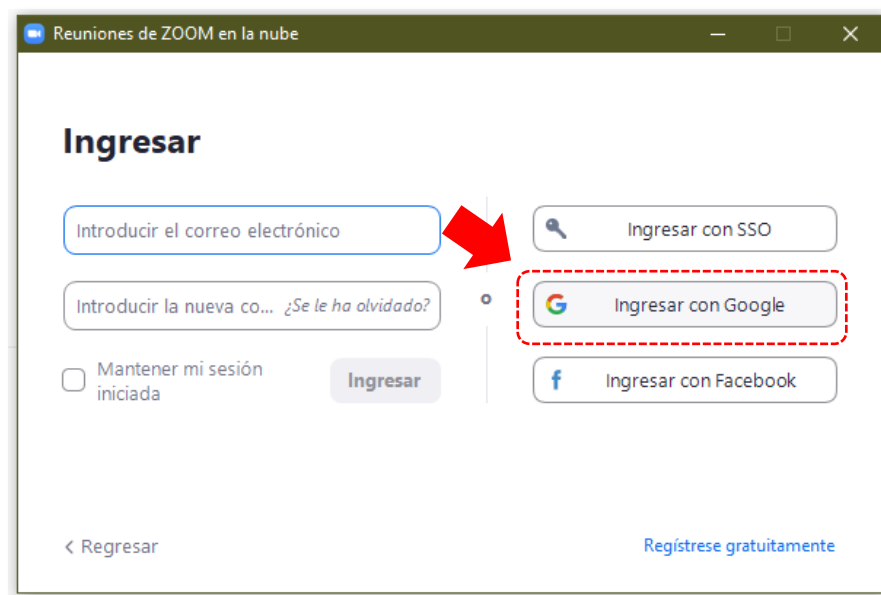 Reuniones de ZOOM en la nube
Ingresar
Introducir el correo electrónico
Introducir la nueva co... ¿Se le ha olvidado?
Mantener mi sesión
iniciada
Ingresar
o
Ingresar con SSO
Ingresar con Google
Ingresar con Facebook
< Regresar
Regístrese gratuitamente